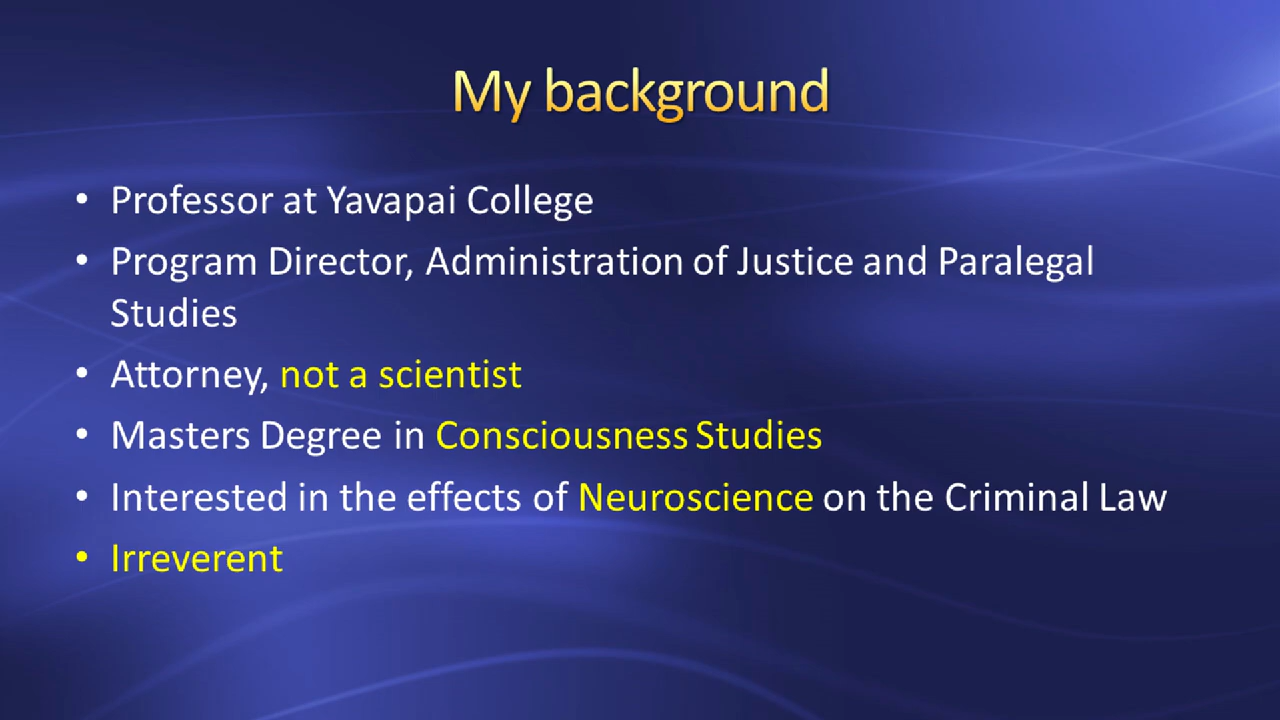 My background
• Professor at Yavapai College
• Program Director, Administration of Justice and Paralegal
Studies
• Attorney, not a scientist
• Masters Degree in Consciousness Studies
• Interested in the effects of Neuroscience on the Criminal Law
• Irreverent